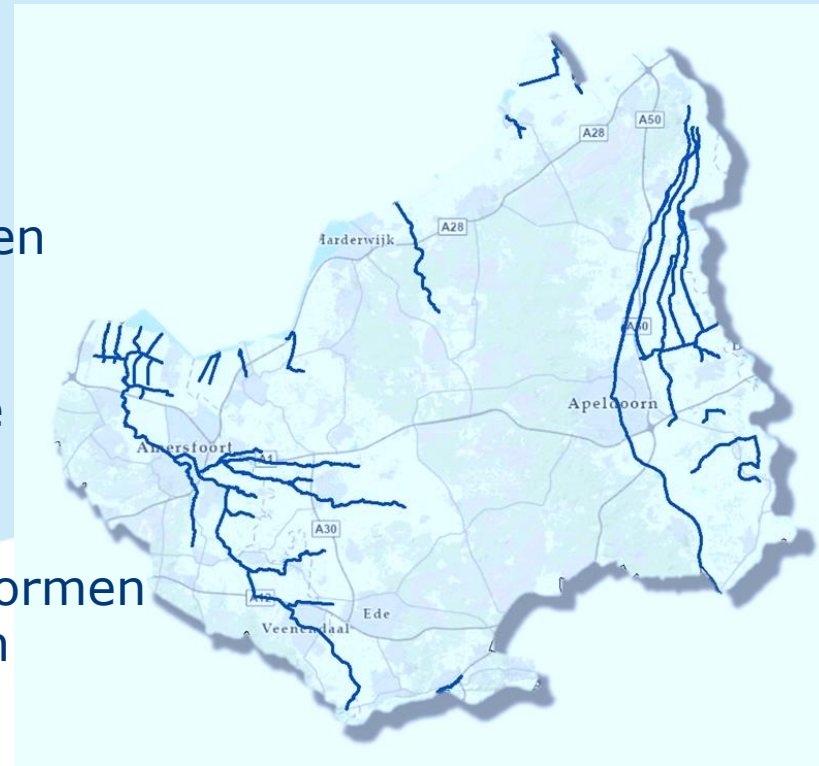 en
e
ormen
n
A28
A50
A28
Harderwijk
A50
Apeldoorn
Amersfoort
A1
A30
A12
Ede
Veenendaal